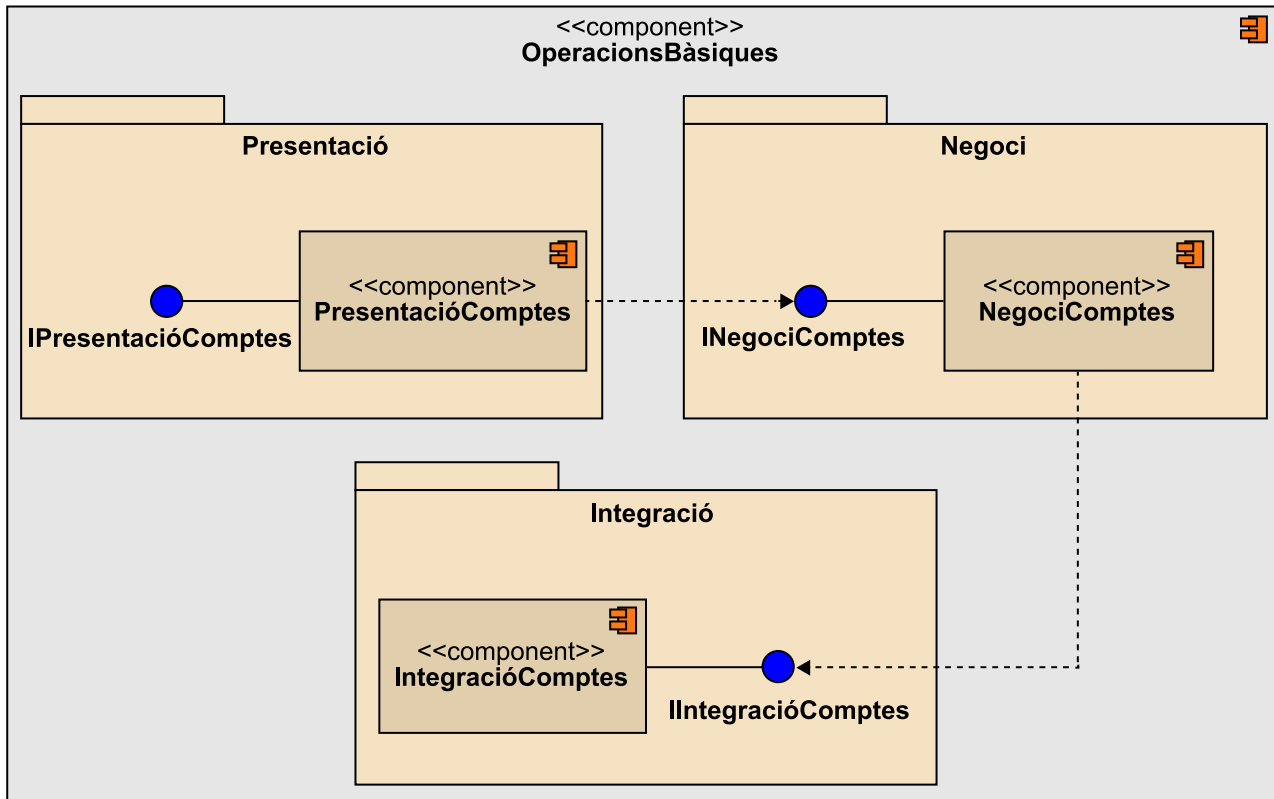 <<component>>
OperacionsBàsiques
Presentació
Negoci
<<component>>
PresentacióComptes
IPresentacióComptes
<<component>>
NegociComptes
INegociComptes
Integració
<<component>>
IntegracióComptes
IIntegracióComptes